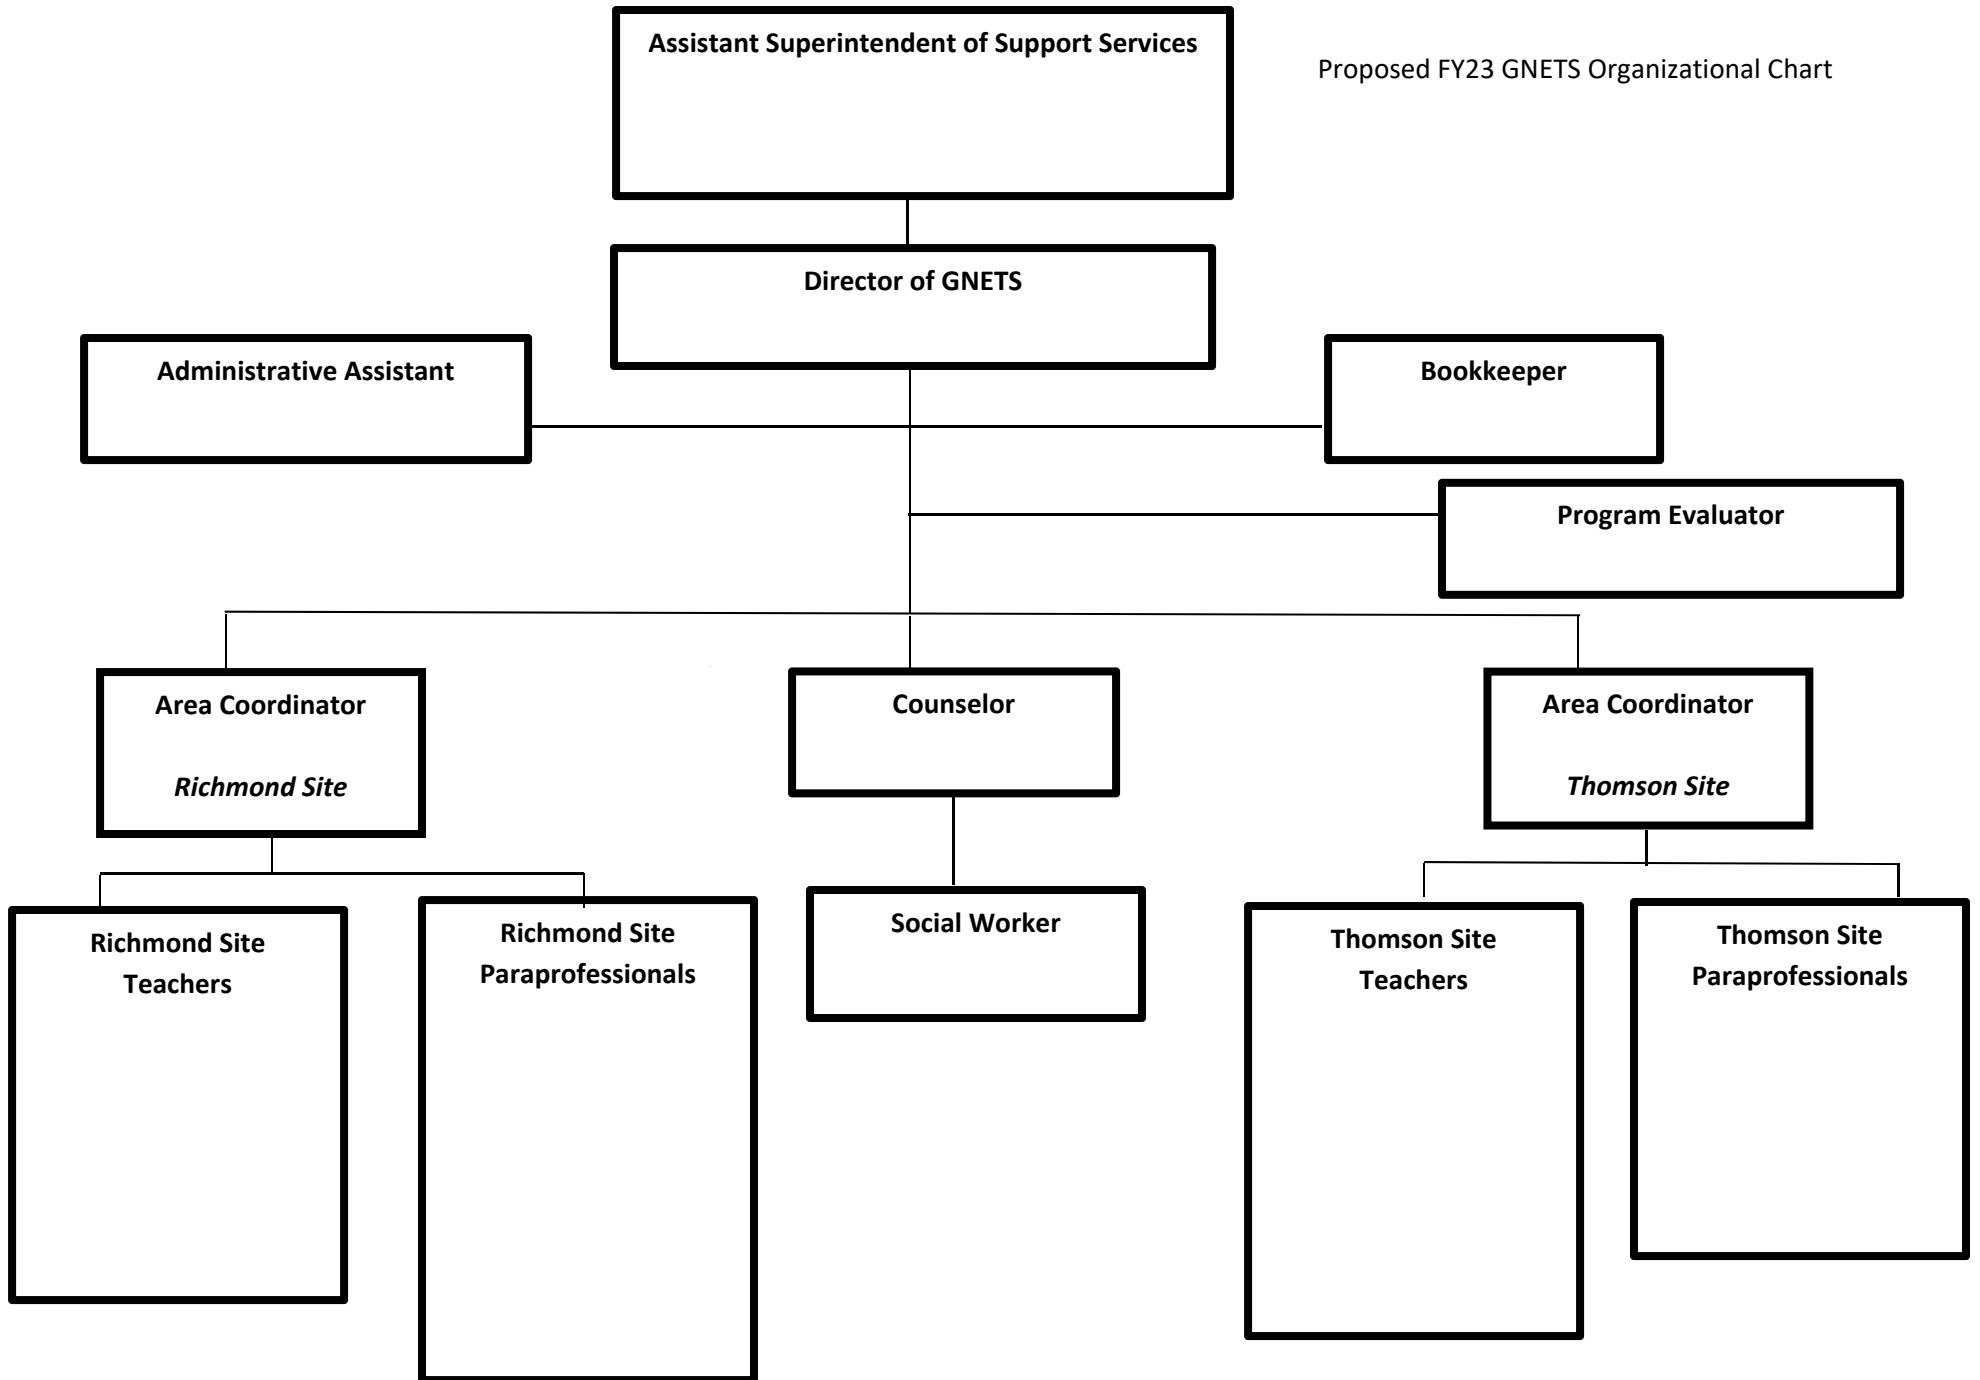 Assistant Superintendent of Support Services
Proposed FY23 GNETS Organizational Chart
Director of GNETS
Administrative Assistant
Bookkeeper
Program Evaluator
Area Coordinator
Richmond Site
Counselor
Area Coordinator
Thomson Site
Richmond Site
Teachers
Richmond Site
Paraprofessionals
Social Worker
Thomson Site
Teachers
Thomson Site
Paraprofessionals